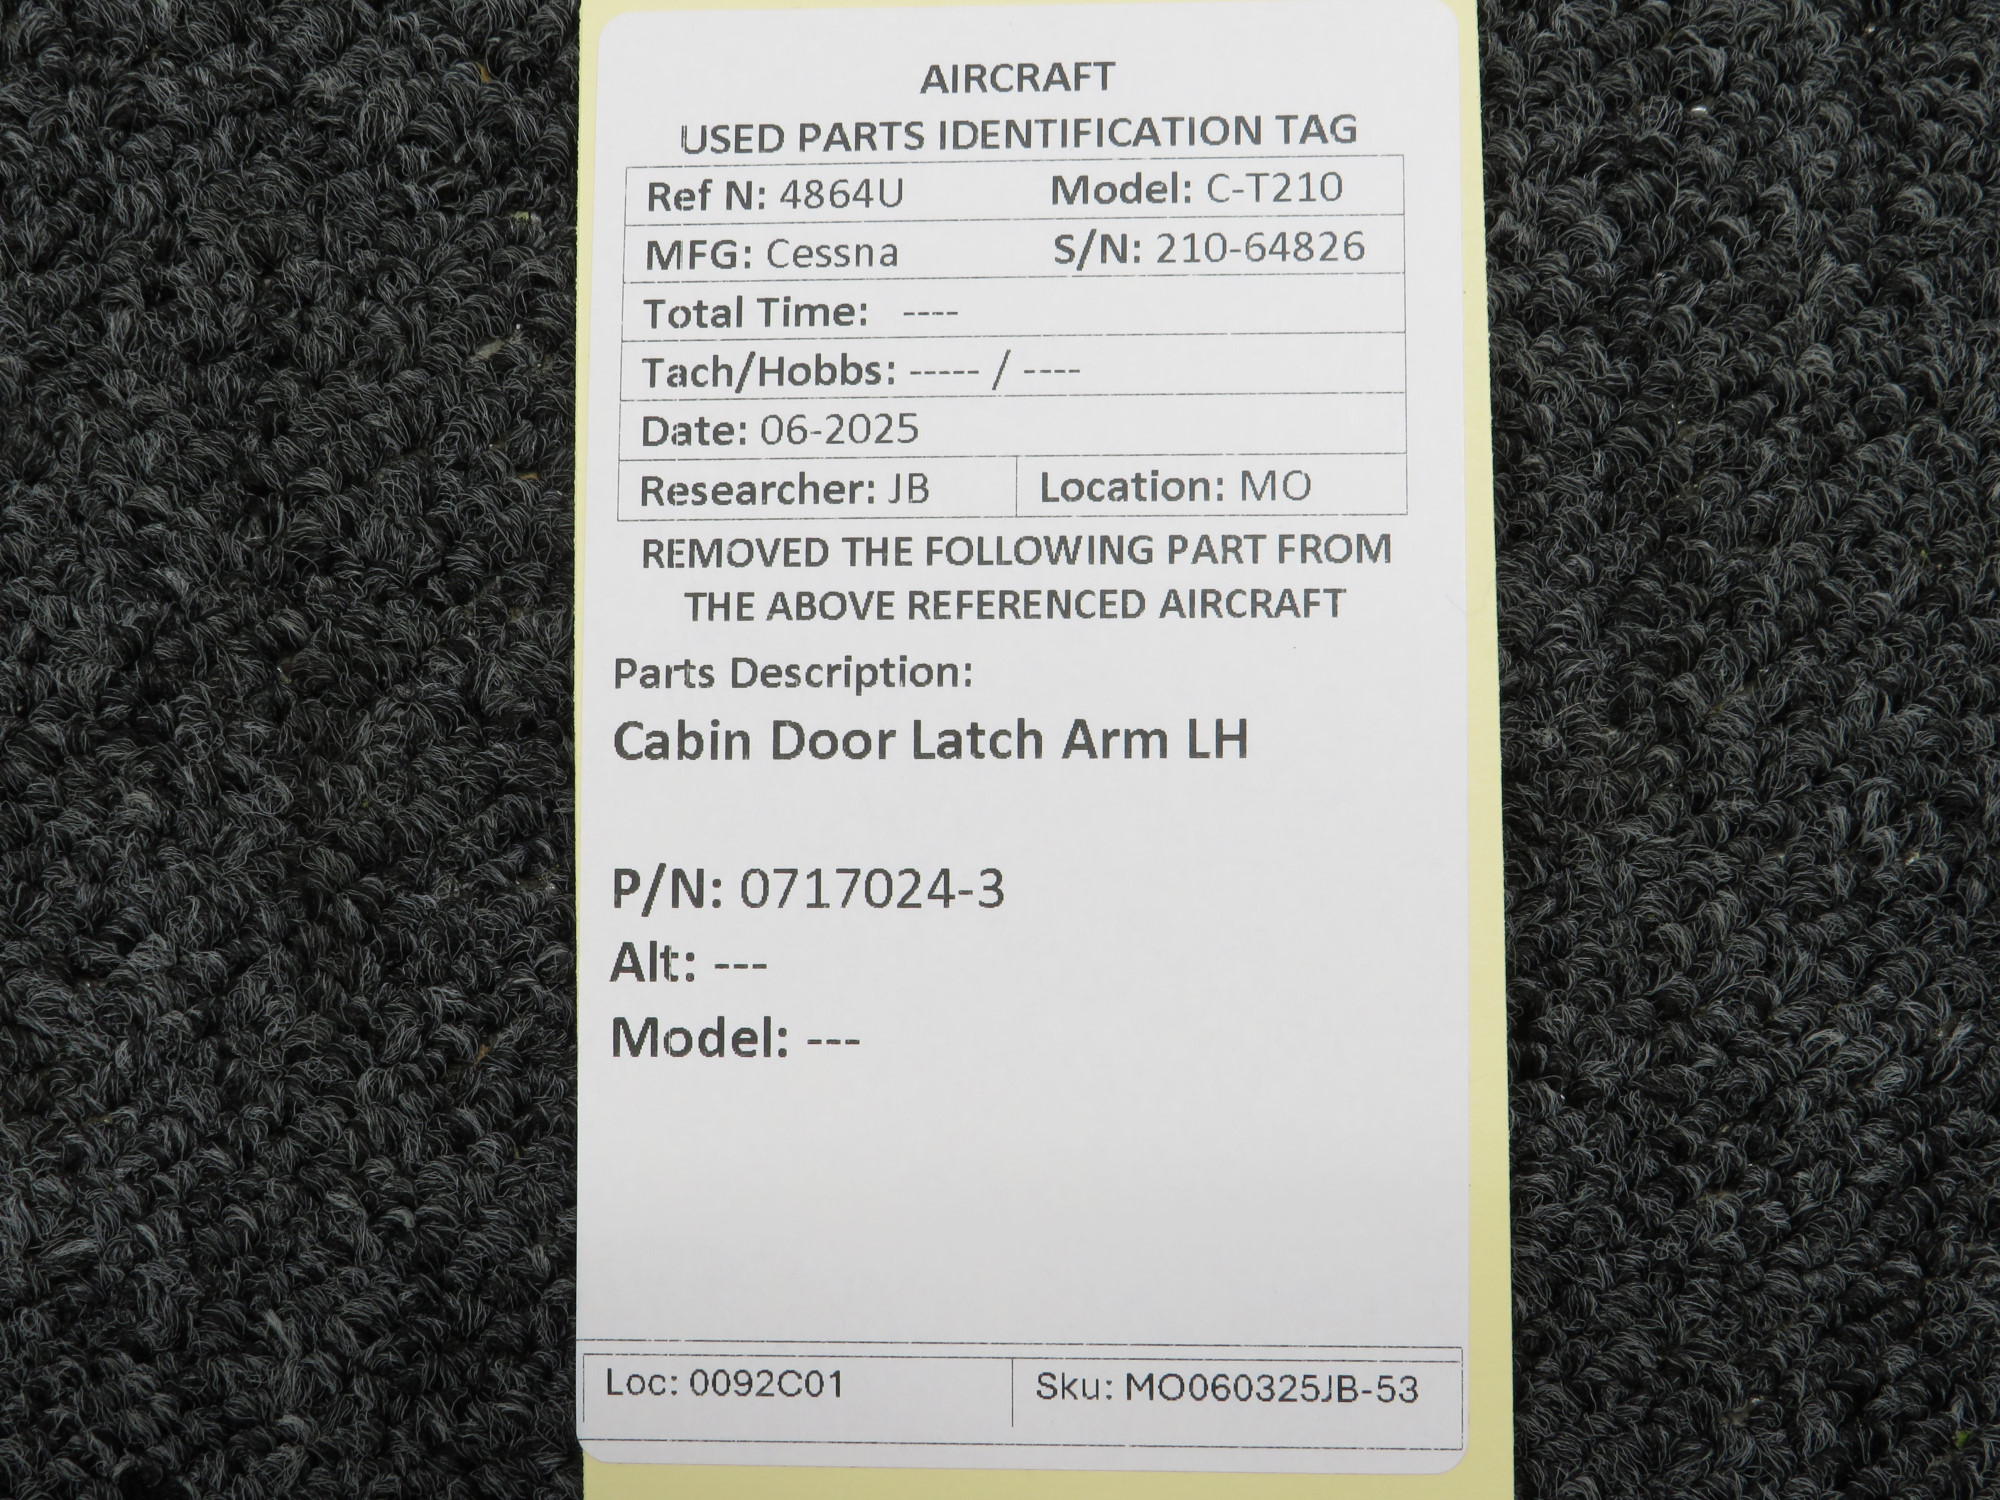 AIRCRAFT
USED PARTS IDENTIFICATION TAG
Ref N: 4864U Model: C-T210
MFG: Cessna S/N: 210-64826
Total Time: ----
Tach/Hobbs: ----- / ----
Date: 06-2025
Researcher: JB Location: MO
REMOVED THE FOLLOWING PART FROM
THE ABOVE REFERENCED AIRCRAFT
Parts Description:
Cabin Door Latch Arm LH
P/N: 0717024-3
Alt: ---
Model: ---
Loc: 0092C01 Sku: MO060325JB-53